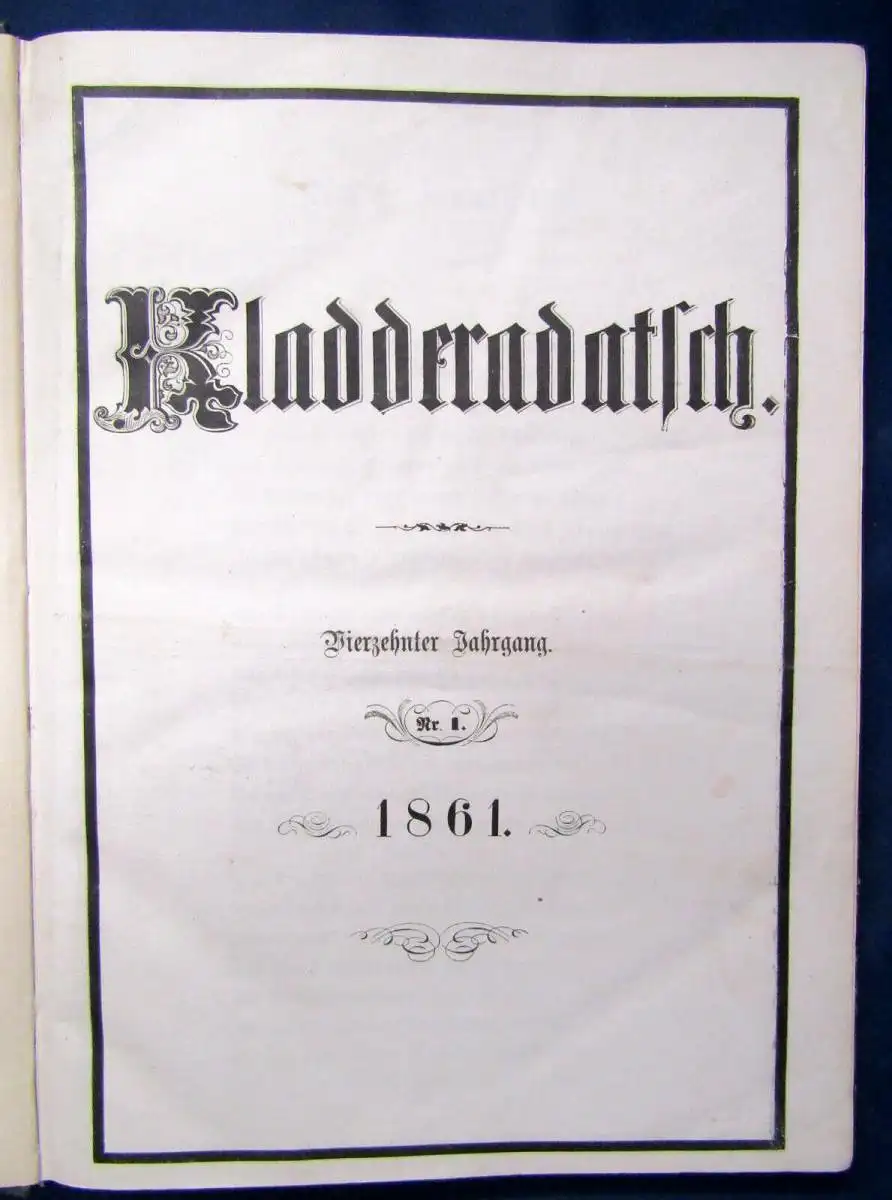 Kladderadatſch.
Vierzehnter Jahrgang.
Nr. 1.
1861.